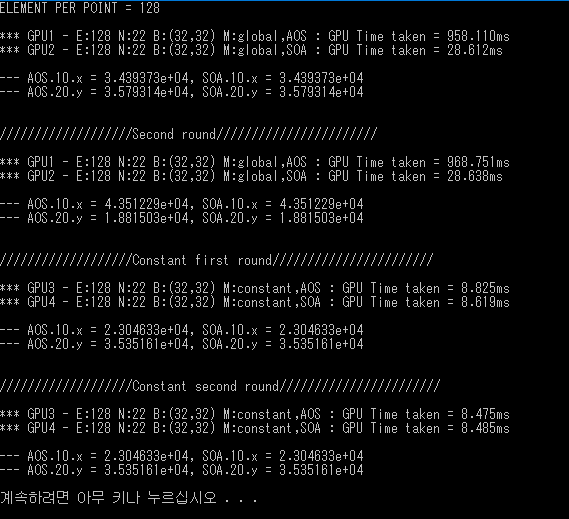 ELEMENT PER POINT = 128
*** GPU1 - E:128 N:22 B:(32,32) M:global,AOS : GPU Time taken = 958.110ms
*** GPU2 - E:128 N:22 B:(32,32) M:global,SOA : GPU Time taken = 28.612ms
--- AOS.10.x = 3.439373e+04, SOA.10.x = 3.439373e+04
--- AOS.20.y = 3.579314e+04, SOA.20.y = 3.579314e+04
///////////////////Second round///////////////////////
*** GPU1 - E:128 N:22 B:(32,32) M:global,AOS : GPU Time taken = 968.751ms
*** GPU2 - E:128 N:22 B:(32,32) M:global,SOA : GPU Time taken = 28.638ms
--- AOS.10.x = 4.351229e+04, SOA.10.x = 4.351229e+04
--- AOS.20.y = 1.881503e+04, SOA.20.y = 1.881503e+04
///////////////////Constant first round///////////////////////
*** GPU3 - E:128 N:22 B:(32,32) M:constant,AOS : GPU Time taken = 8.825ms
*** GPU4 - E:128 N:22 B:(32,32) M:constant,SOA : GPU Time taken = 8.619ms
--- AOS.10.x = 2.304633e+04, SOA.10.x = 2.304633e+04
--- AOS.20.y = 3.535161e+04, SOA.20.y = 3.535161e+04
///////////////////Constant second round///////////////////////
*** GPU3 - E:128 N:22 B:(32,32) M:constant,AOS : GPU Time taken = 8.475ms
*** GPU4 - E:128 N:22 B:(32,32) M:constant,SOA : GPU Time taken = 8.485ms
--- AOS.10.x = 2.304633e+04, SOA.10.x = 2.304633e+04
--- AOS.20.y = 3.535161e+04, SOA.20.y = 3.535161e+04
계속하려면 아무 키나 누르십시오 . . .